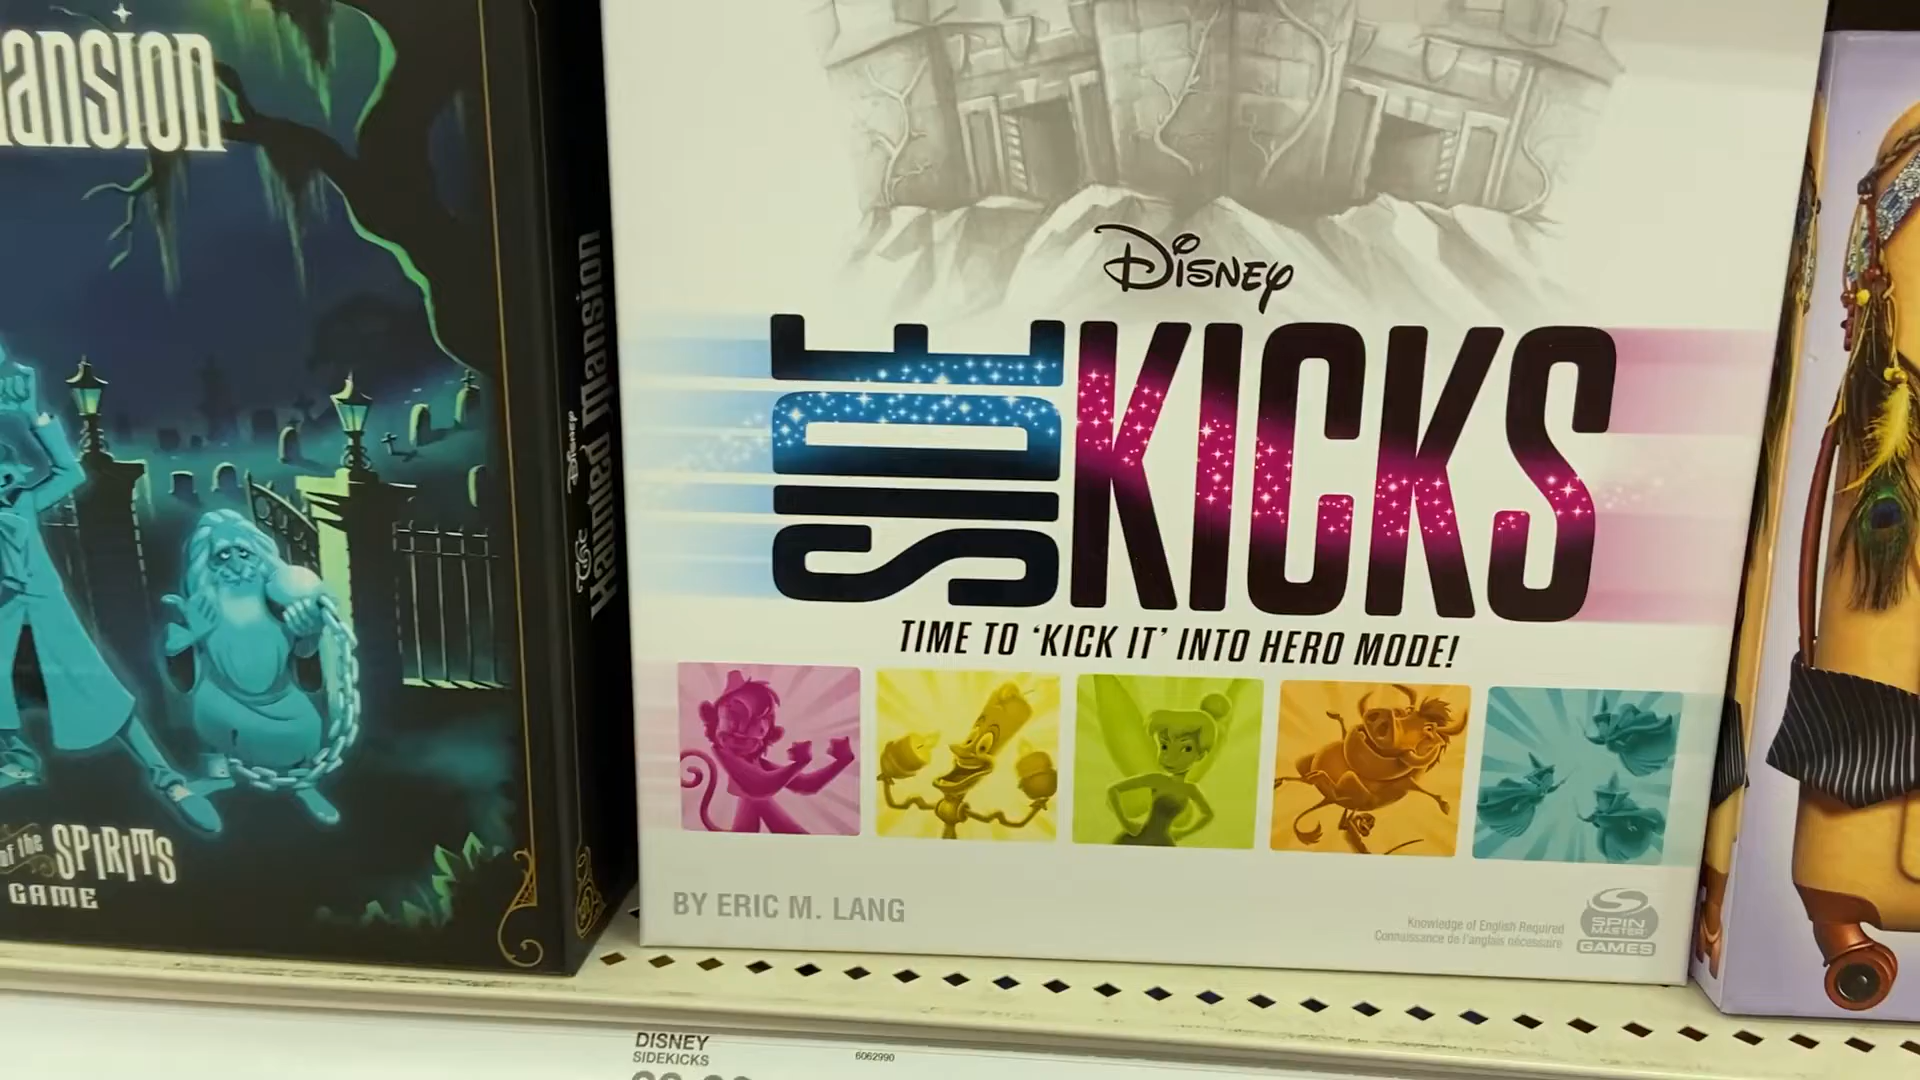 ansion
of the SPIRITS
GAME
The Disney
Haunted Mansion
Disney
SIDEKICKS
TIME TO ‘KICK IT’ INTO HERO MODE!
BY ERIC M. LANG
Knowledge of English Required
Connaissance de l'anglais nécessaire
SPIN
MASTER
GAMES
DISNEY
SIDEKICKS
6062990